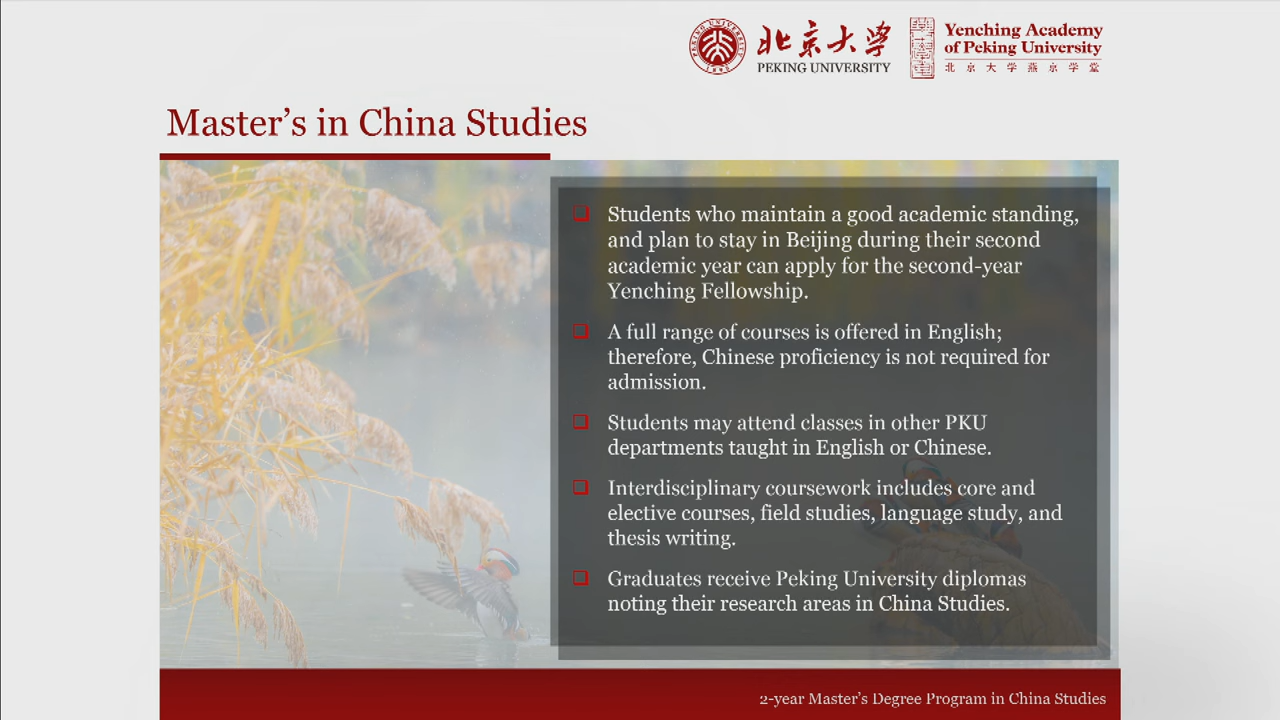 PEKING UNIVERSITY
1898
北京大学
PEKING UNIVERSITY
Yenching Academy
of Peking University
北京大学燕京学堂
Master's in China Studies
Students who maintain a good academic standing,
and plan to stay in Beijing during their second
academic year can apply for the second-year
Yenching Fellowship.
A full range of courses is offered in English;
therefore, Chinese proficiency is not required for
admission.
Students may attend classes in other PKU
departments taught in English or Chinese.
Interdisciplinary coursework includes core and
elective courses, field studies, language study, and
thesis writing.
Graduates receive Peking University diplomas
noting their research areas in China Studies.
2-year Master's Degree Program in China Studies